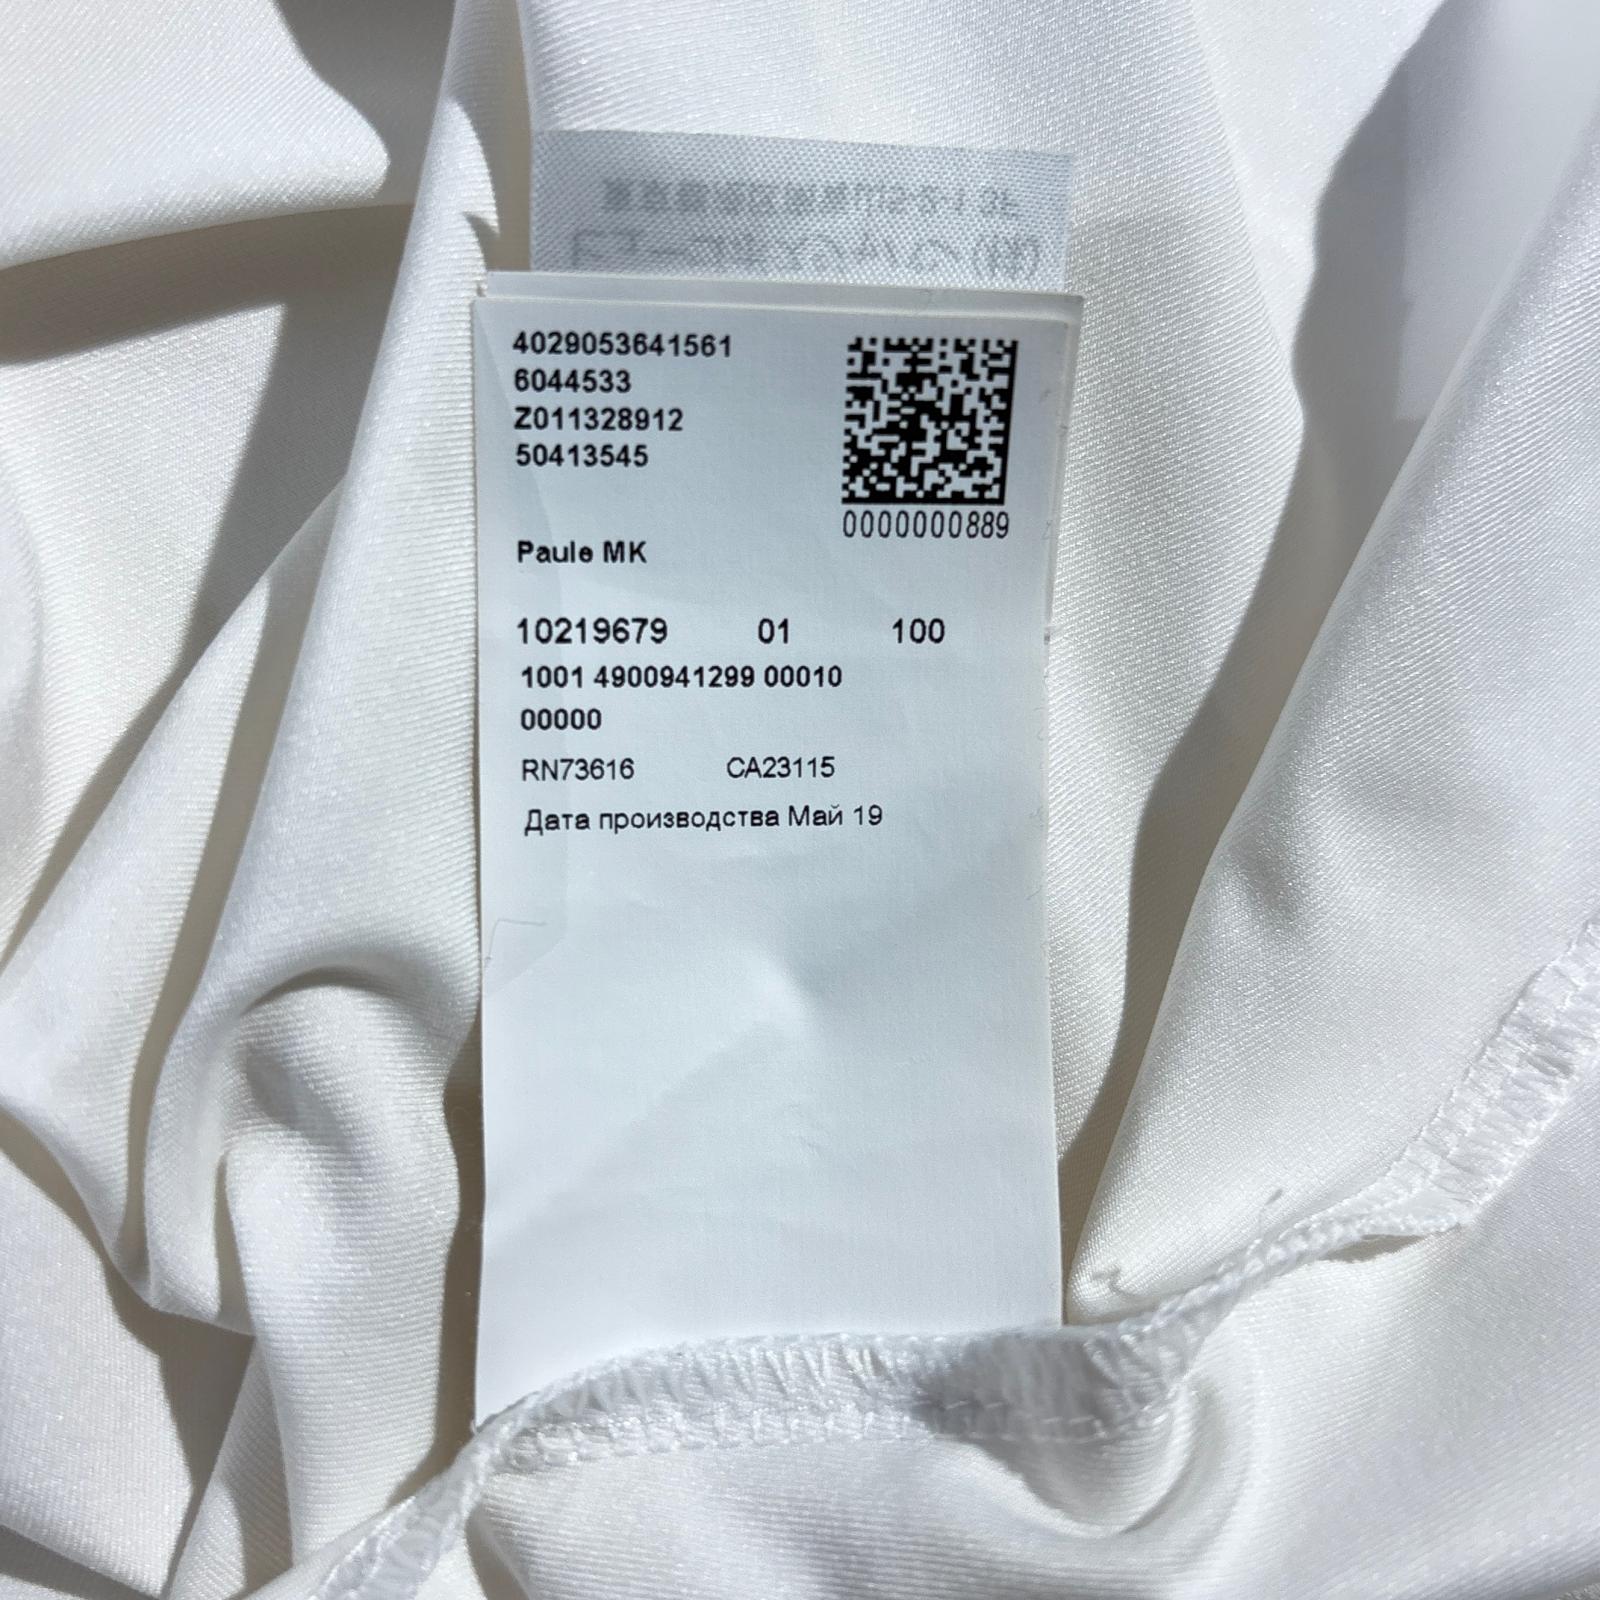 4029053641561
6044533
Z011328912
50413545
0000000889
Paule MK
10219679 01 100
1001 4900941299 00010
00000
RN73616 CA23115
Дата производства Май 19